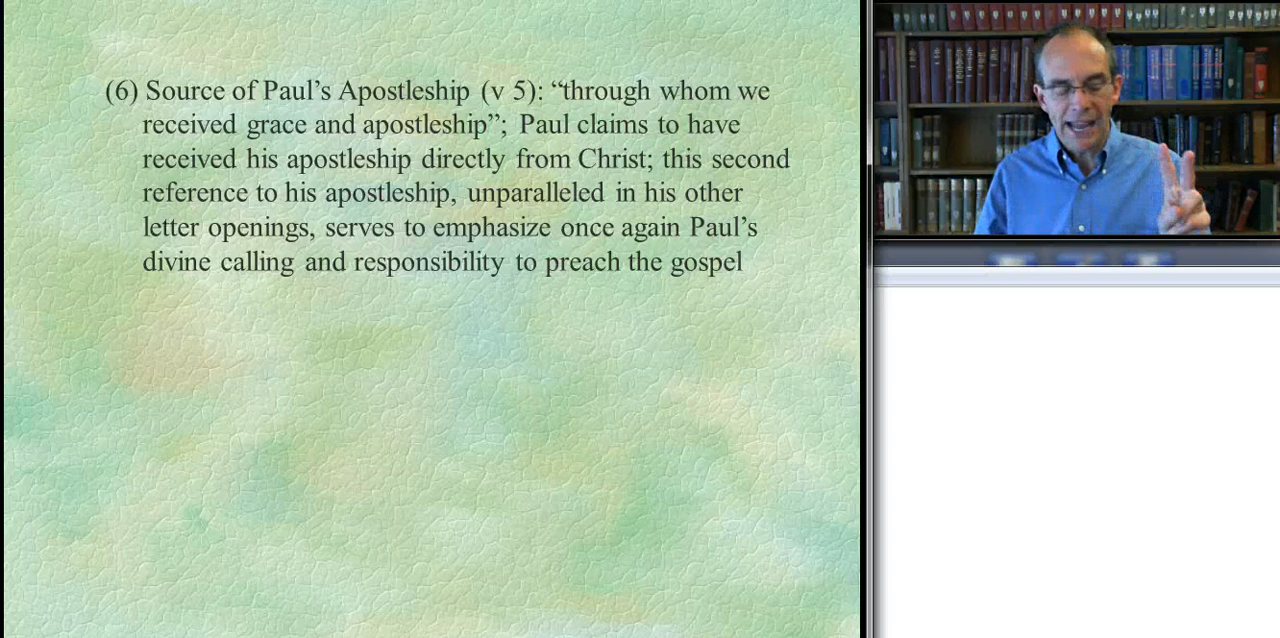 (6) Source of Paul’s Apostleship (v 5): “through whom we
received grace and apostleship”; Paul claims to have
received his apostleship directly from Christ; this second
reference to his apostleship, unparalleled in his other
letter openings, serves to emphasize once again Paul’s
divine calling and responsibility to preach the gospel